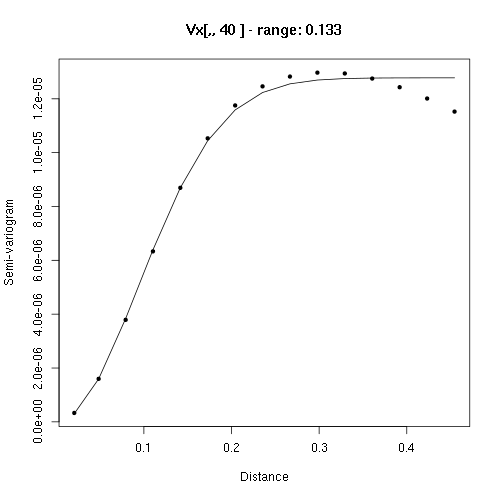 Vx[,, 40 ] - range: 0.133
Semi-variogram
1.2e-05
1.0e-05
8.0e-06
6.0e-06
4.0e-06
2.0e-06
0.0e+00
0.1 0.2 0.3 0.4
Distance